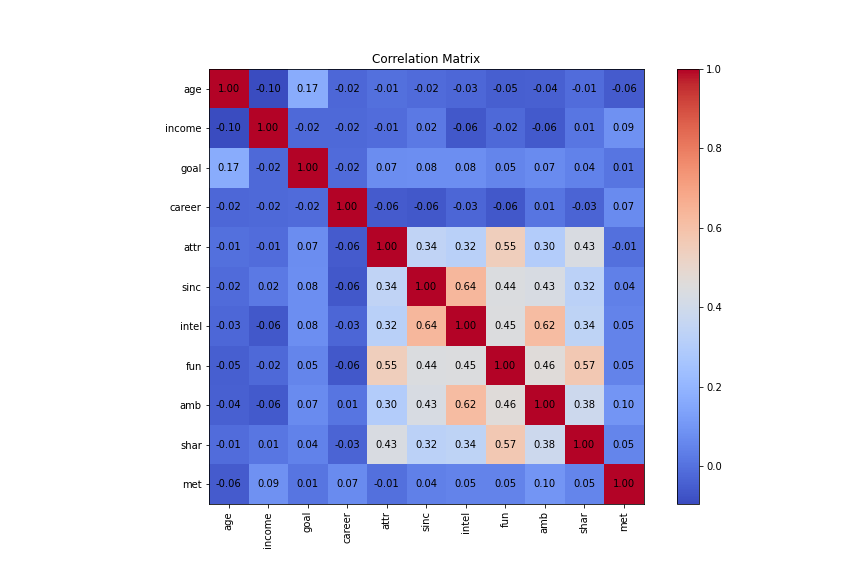 Correlation Matrix
age 1.00 -0.10 0.17 -0.02 -0.01 -0.02 -0.03 -0.05 -0.04 -0.01 -0.06
income -0.10 1.00 -0.02 -0.02 -0.01 0.02 -0.06 -0.02 -0.06 0.01 0.09
goal 0.17 -0.02 1.00 -0.02 0.07 0.08 0.08 0.05 0.07 0.04 0.01
career -0.02 -0.02 -0.02 1.00 -0.06 -0.06 -0.03 -0.06 0.01 -0.03 0.07
attr -0.01 -0.01 0.07 -0.06 1.00 0.34 0.32 0.55 0.30 0.43 -0.01
sinc -0.02 0.02 0.08 -0.06 0.34 1.00 0.64 0.44 0.43 0.32 0.04
intel -0.03 -0.06 0.08 -0.03 0.32 0.64 1.00 0.45 0.62 0.34 0.05
fun -0.05 -0.02 0.05 -0.06 0.55 0.44 0.45 1.00 0.46 0.57 0.05
amb -0.04 -0.06 0.07 0.01 0.30 0.43 0.62 0.46 1.00 0.38 0.10
shar -0.01 0.01 0.04 -0.03 0.43 0.32 0.34 0.57 0.38 1.00 0.05
met -0.06 0.09 0.01 0.07 -0.01 0.04 0.05 0.05 0.10 0.05 1.00
age income goal career attr sinc intel fun amb shar met
1.0
0.8
0.6
0.4
0.2
0.0